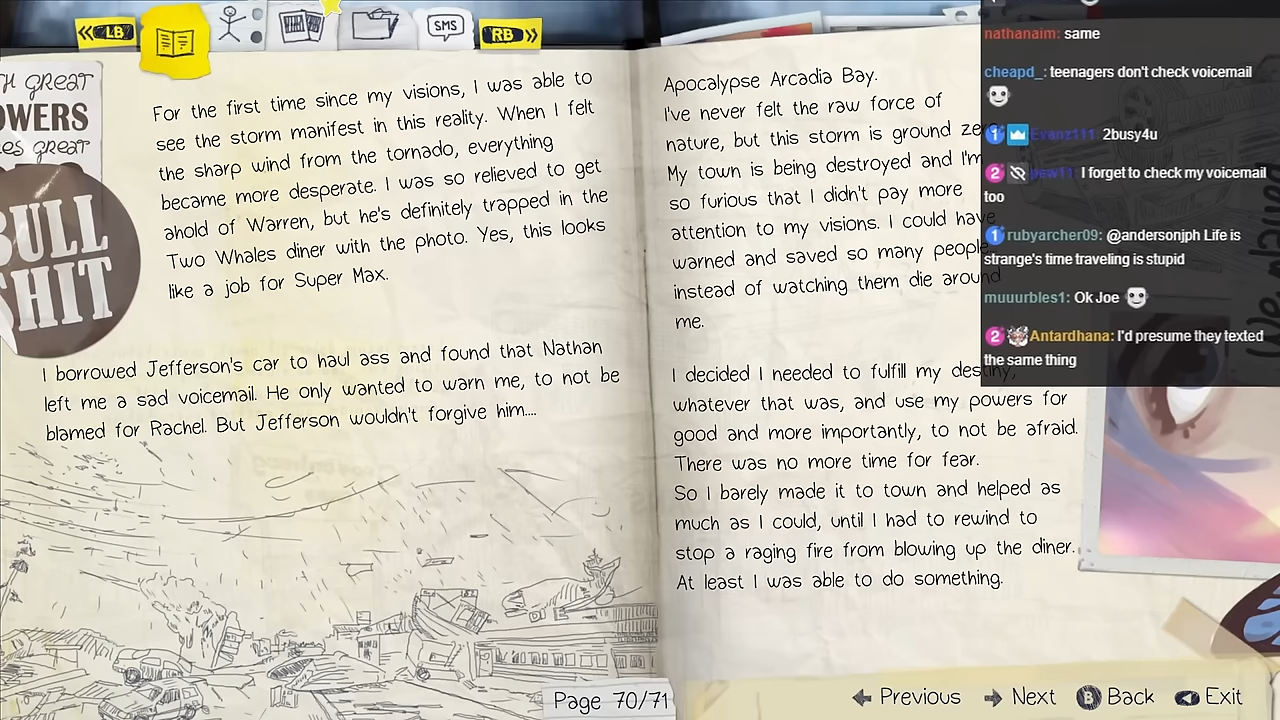 LB
SMS
RB
GREAT
OWERS
GREAT
BULL
SHIT
For the first time since my visions, I was able to
see the storm manifest in this reality. When I felt
the sharp wind from the tornado, everything
became more desperate. I was so relieved to get
ahold of Warren, but he's definitely trapped in the
Two Whales diner with the photo. Yes, this looks
like a job for Super Max.
I borrowed Jefferson's car to haul ass and found that Nathan
left me a sad voicemail. He only wanted to warn me, to not be
blamed for Rachel. But Jefferson wouldn't forgive him....
Apocalypse Arcadia Bay.
I've never felt the raw force of
nature, but this storm is ground zero
My town is being destroyed and I'm
so furious that I didn't pay more
attention to my visions. I could have
warned and saved so many people
instead of watching them die around
me.
I decided I needed to fulfill my destiny,
whatever that was, and use my powers for
good and more importantly, to not be afraid.
There was no more time for fear.
So I barely made it to town and helped as
much as I could, until I had to rewind to
stop a raging fire from blowing up the diner.
At least I was able to do something.
nathanaim: same
cheapd_: teenagers don't check voicemail
1 Evanz111 2busy4u
2 I forget to check my voicemail
too
1 rubyarcher09: @andersonjph Life is
strange's time traveling is stupid
muuurbles1: Ok Joe
2 Antardhana: I'd presume they texted
the same thing
Page 70/71
Previous Next B Back Exit